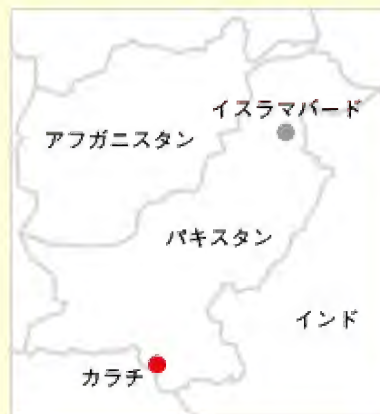 イスラマバード
アフガニスタン
パキスタン
インド
カラチ